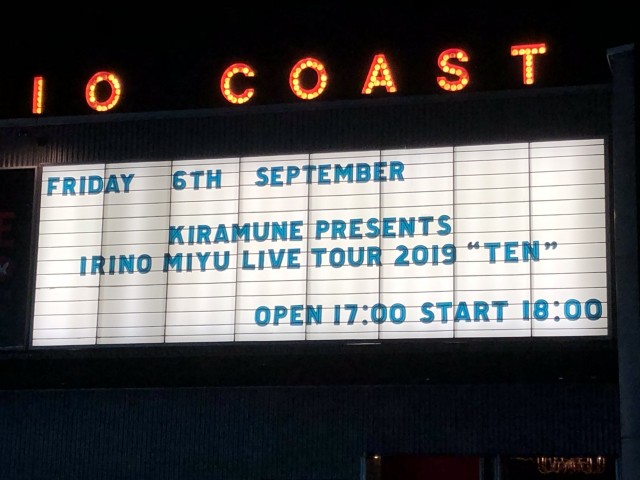 IO COAST
FRIDAY 6TH SEPTEMBER
KIRAMUNE PRESENTS
IRINO MIYU LIVE TOUR 2019 “TEN”
OPEN 17:00 START 18:00